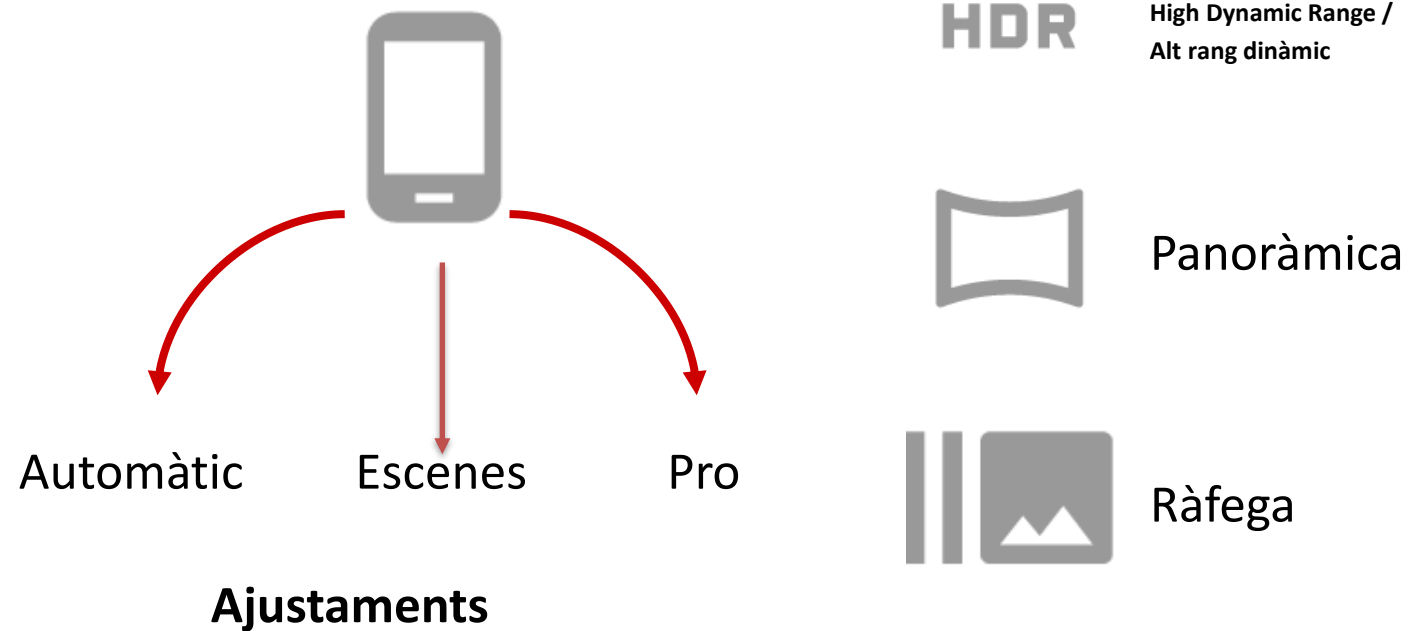 HDR
High Dynamic Range /
Alt rang dinàmic
Panoràmica
Automàtic
Escenes
Pro
Ràfega
Ajustaments